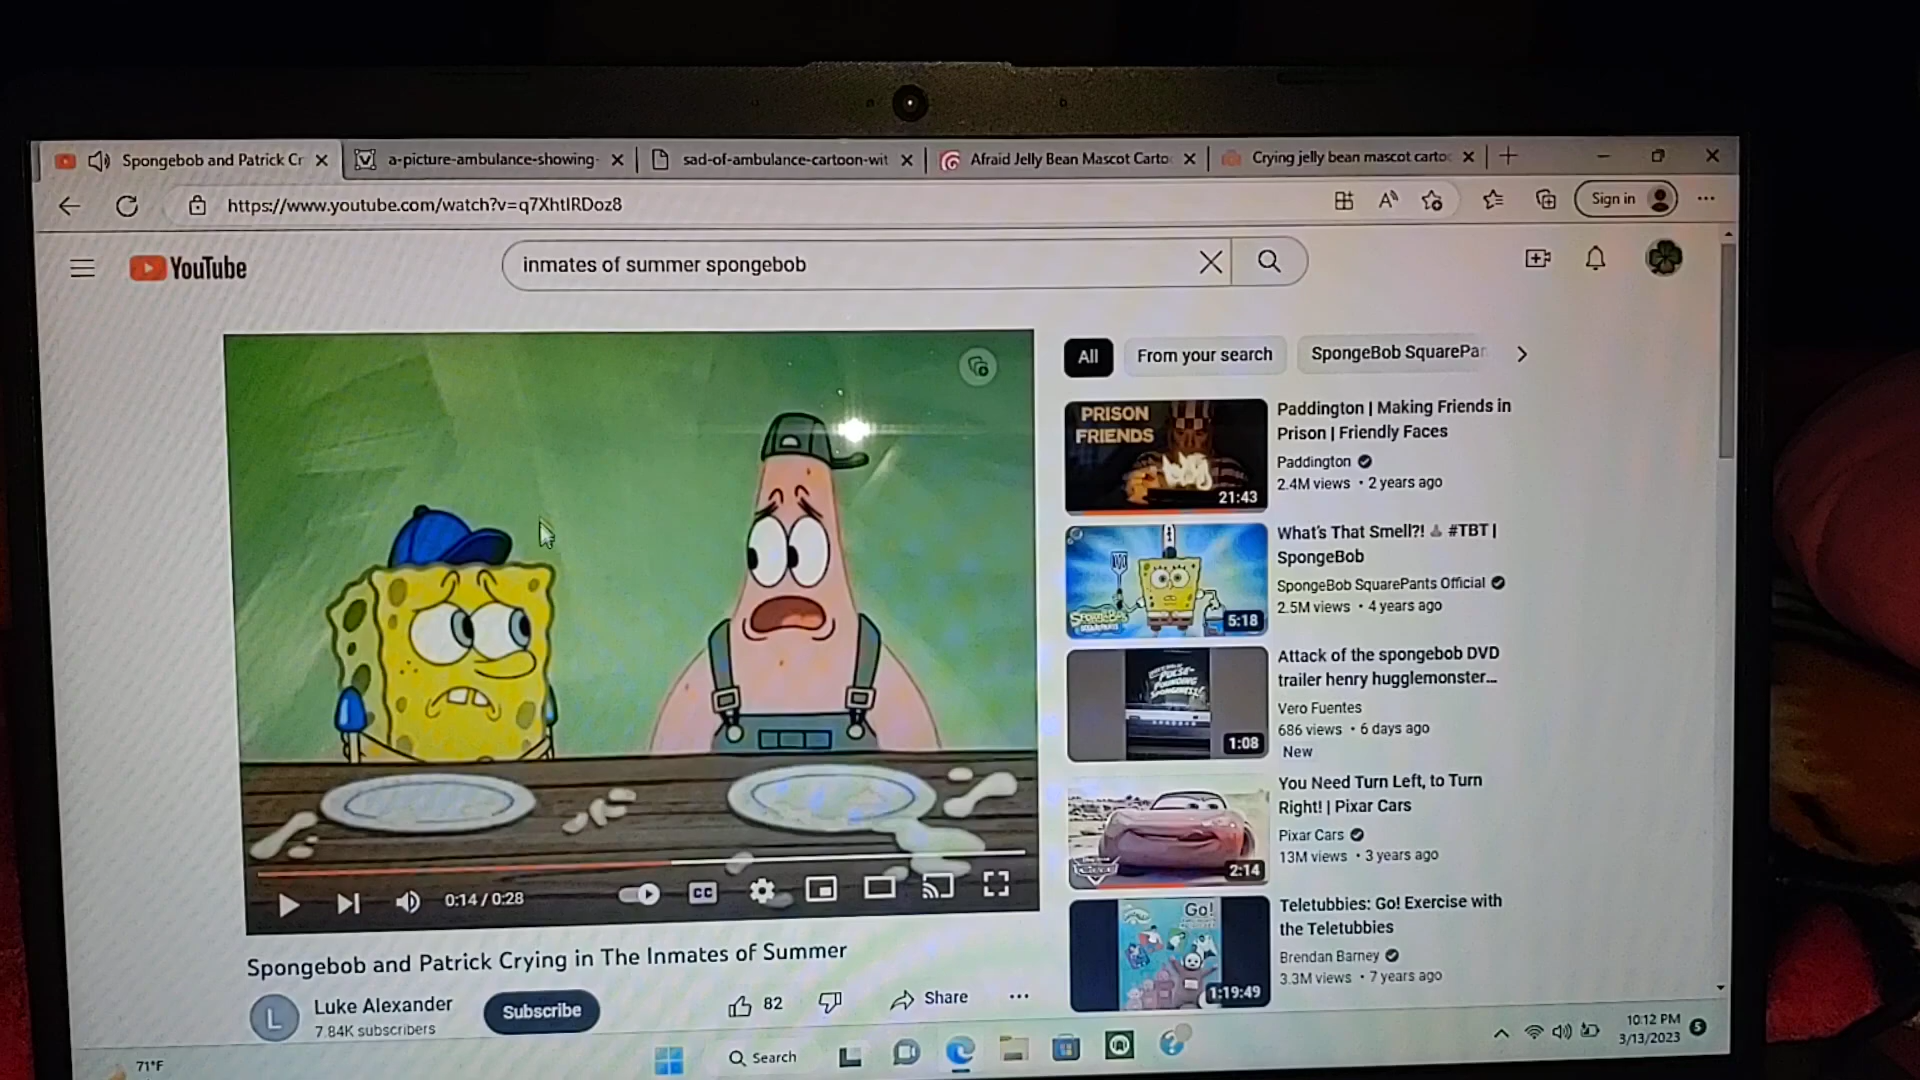 Spongebob and Patrick Cr
a-picture-ambulance-showing-
sad-of-ambulance-cartoon-wit
Afraid Jelly Bean Mascot Carto
Crying jelly bean mascot carto
https://www.youtube.com/watch?v=q7XhtIRDoz8
Sign in
YouTube
inmates of summer spongebob
All
From your search
SpongeBob SquarePar
PRISON
FRIENDS
21:43
Paddington | Making Friends in
Prison | Friendly Faces
Paddington
2.4M views • 2 years ago
5:18
What's That Smell?! #TBT |
SpongeBob
SpongeBob SquarePants Official
2.5M views • 4 years ago
1:08
Attack of the spongebob DVD
trailer henry hugglemonster...
Vero Fuentes
686 views • 6 days ago
New
2:14
You Need Turn Left, to Turn
Right! | Pixar Cars
Pixar Cars
13M views • 3 years ago
Go!
1:19:49
Teletubbies: Go! Exercise with
the Teletubbies
Brendan Barney
3.3M views • 7 years ago
0:14 / 0:28
CC
Spongebob and Patrick Crying in The Inmates of Summer
L
Luke Alexander
7.84K subscribers
Subscribe
82
Share
71°F
Search
10:12 PM
3/13/2023
5